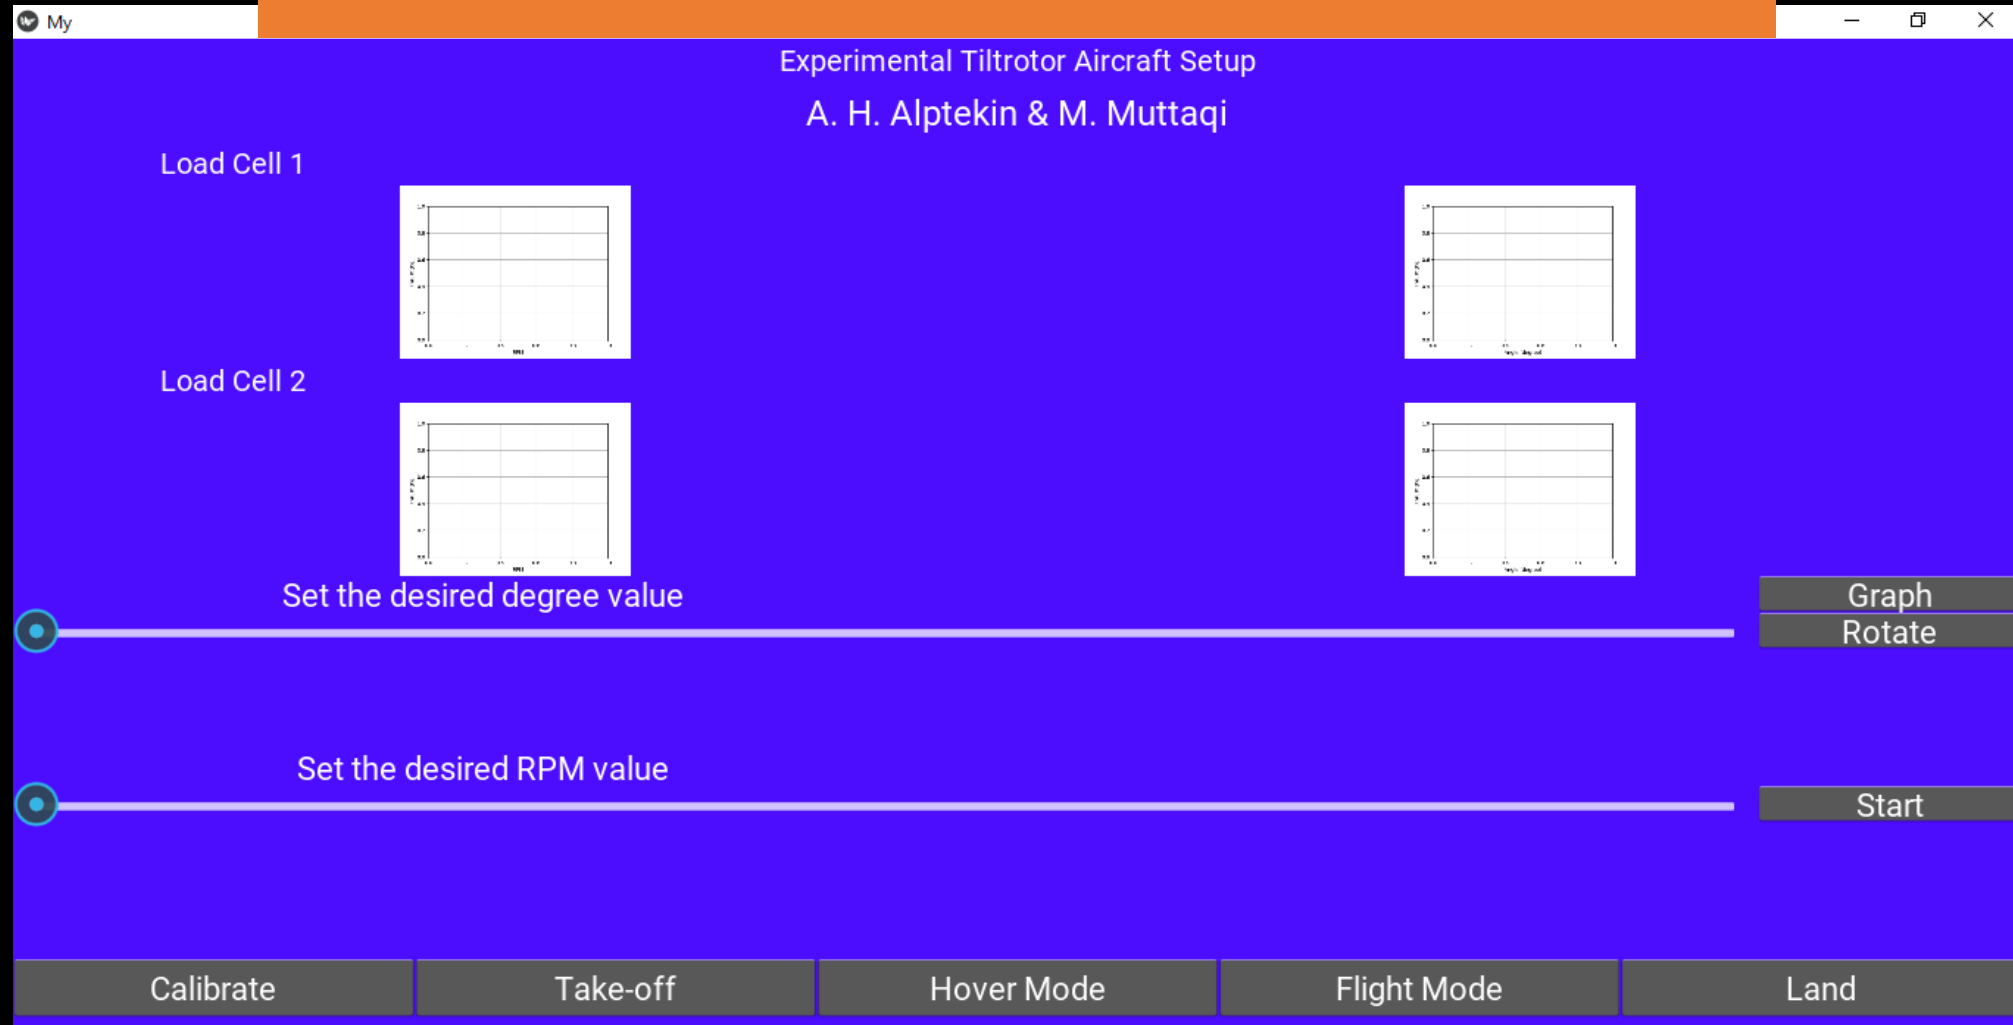 My
Experimental Tiltrotor Aircraft Setup
A. H. Alptekin & M. Muttaqi
Load Cell 1
Load Cell 2
Set the desired degree value
Graph
Rotate
Set the desired RPM value
Start
Calibrate
Take-off
Hover Mode
Flight Mode
Land